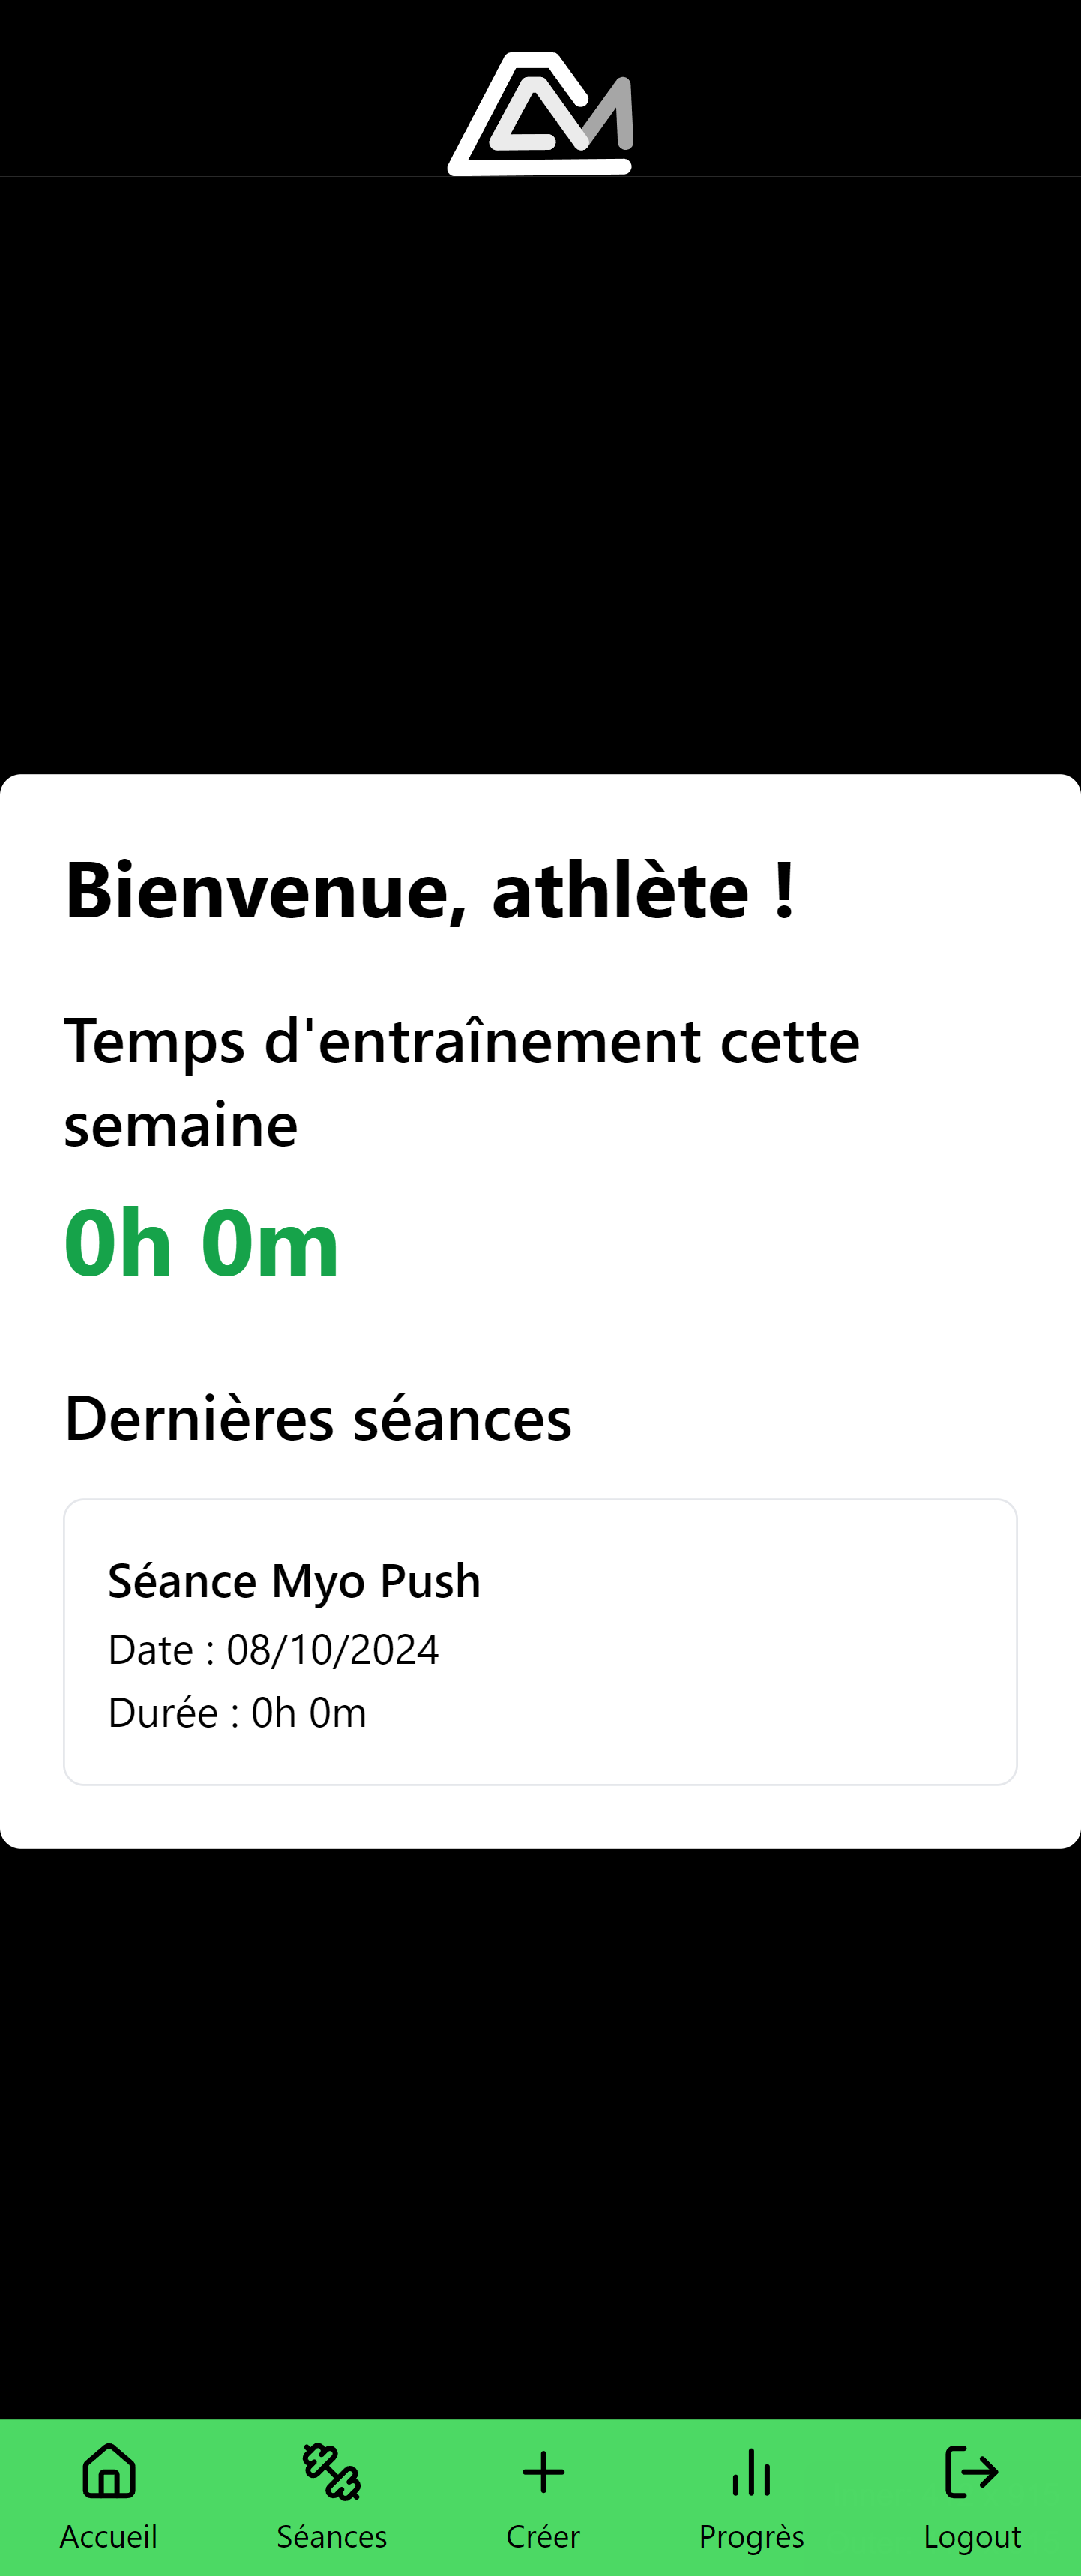 Bienvenue, athlète !
Temps d'entraînement cette
semaine
0h 0m
Dernières séances
Séance Myo Push
Date : 08/10/2024
Durée : 0h 0m
Accueil
Séances
Créer
Progrès
Logout